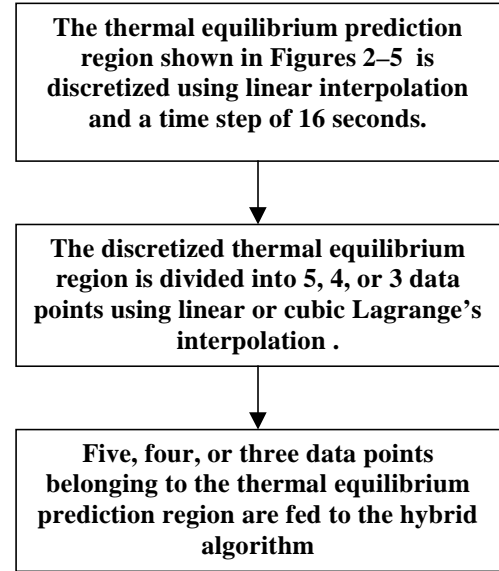 The thermal equilibrium prediction
region shown in Figures 2–5 is
discretized using linear interpolation
and a time step of 16 seconds.
The discretized thermal equilibrium
region is divided into 5, 4, or 3 data
points using linear or cubic Lagrange’s
interpolation .
Five, four, or three data points
belonging to the thermal equilibrium
prediction region are fed to the hybrid
algorithm